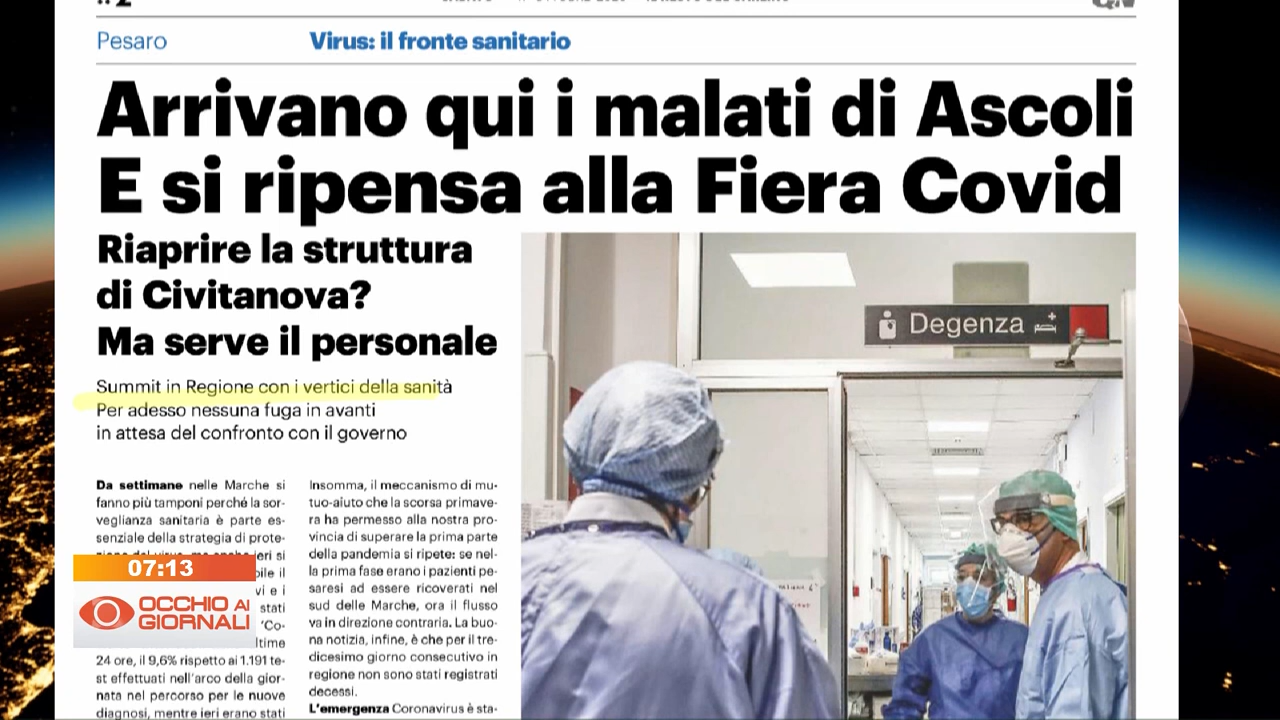 Pesaro
Virus: il fronte sanitario
Arrivano qui i malati di Ascoli
E si ripensa alla Fiera Covid
Riaprire la struttura
di Civitanova?
Ma serve il personale
Summit in Regione con i vertici della sanità
Per adesso nessuna fuga in avanti
in attesa del confronto con il governo
Da settimane nelle Marche si
fanno più tamponi perché la sor-
veglianza sanitaria è parte es-
senziale della strategia di prote-
ieri si
bile il
vi e i
stati
'Co-
ltime
24 ore, il 9,6% rispetto ai 1.191 te-
st effettuati nell'arco della gior-
nata nel percorso per le nuove
diagnosi, mentre ieri erano stati
Insomma, il meccanismo di mu-
tuo-aiuto che la scorsa primave-
ra ha permesso alla nostra pro-
vincia di superare la prima parte
della pandemia si ripete: se nel-
la prima fase erano i pazienti pe-
saresi ad essere ricoverati nel
sud delle Marche, ora il flusso
va in direzione contraria. La buo-
na notizia, infine, è che per il tre-
dicesimo giorno consecutivo in
regione non sono stati registrati
decessi.
L'emergenza Coronavirus è sta-
Degenza
07:13
OCCHIO AI
GIORNALI